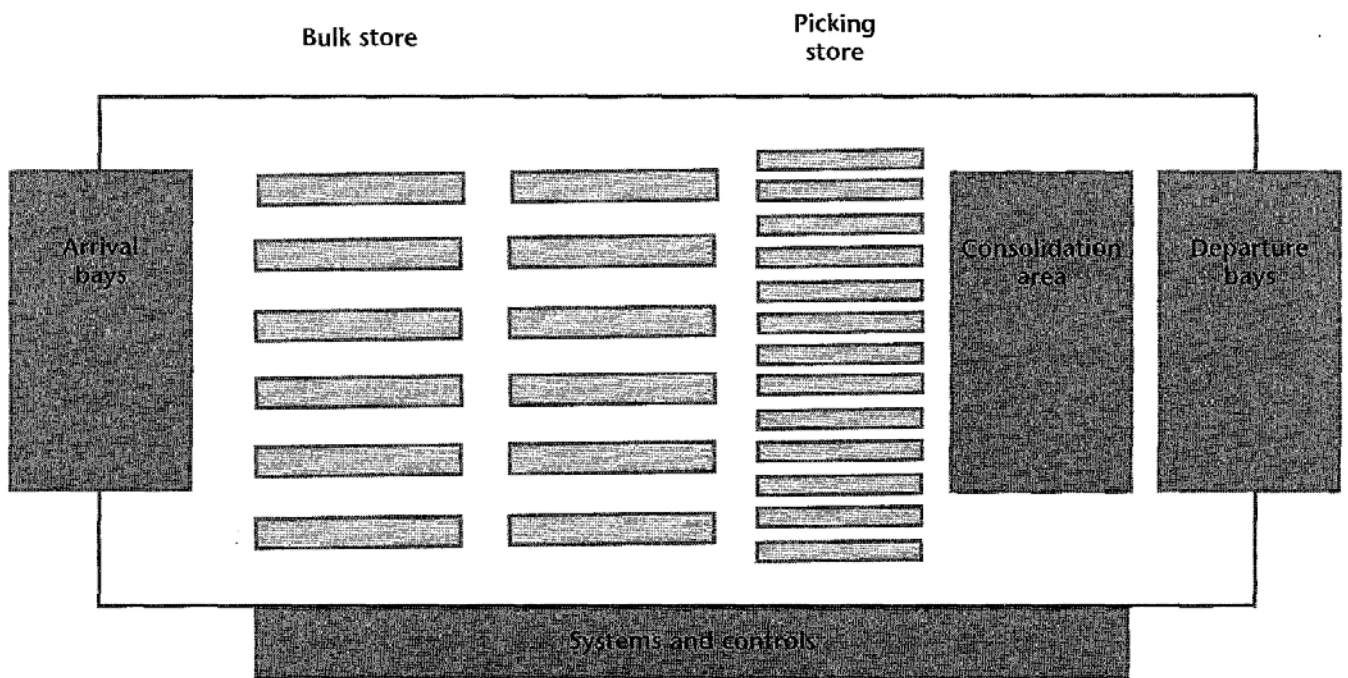 Bulk store
Picking
store
Arrival
bays
Consolidation
area
Departure
bays
Systems and controls